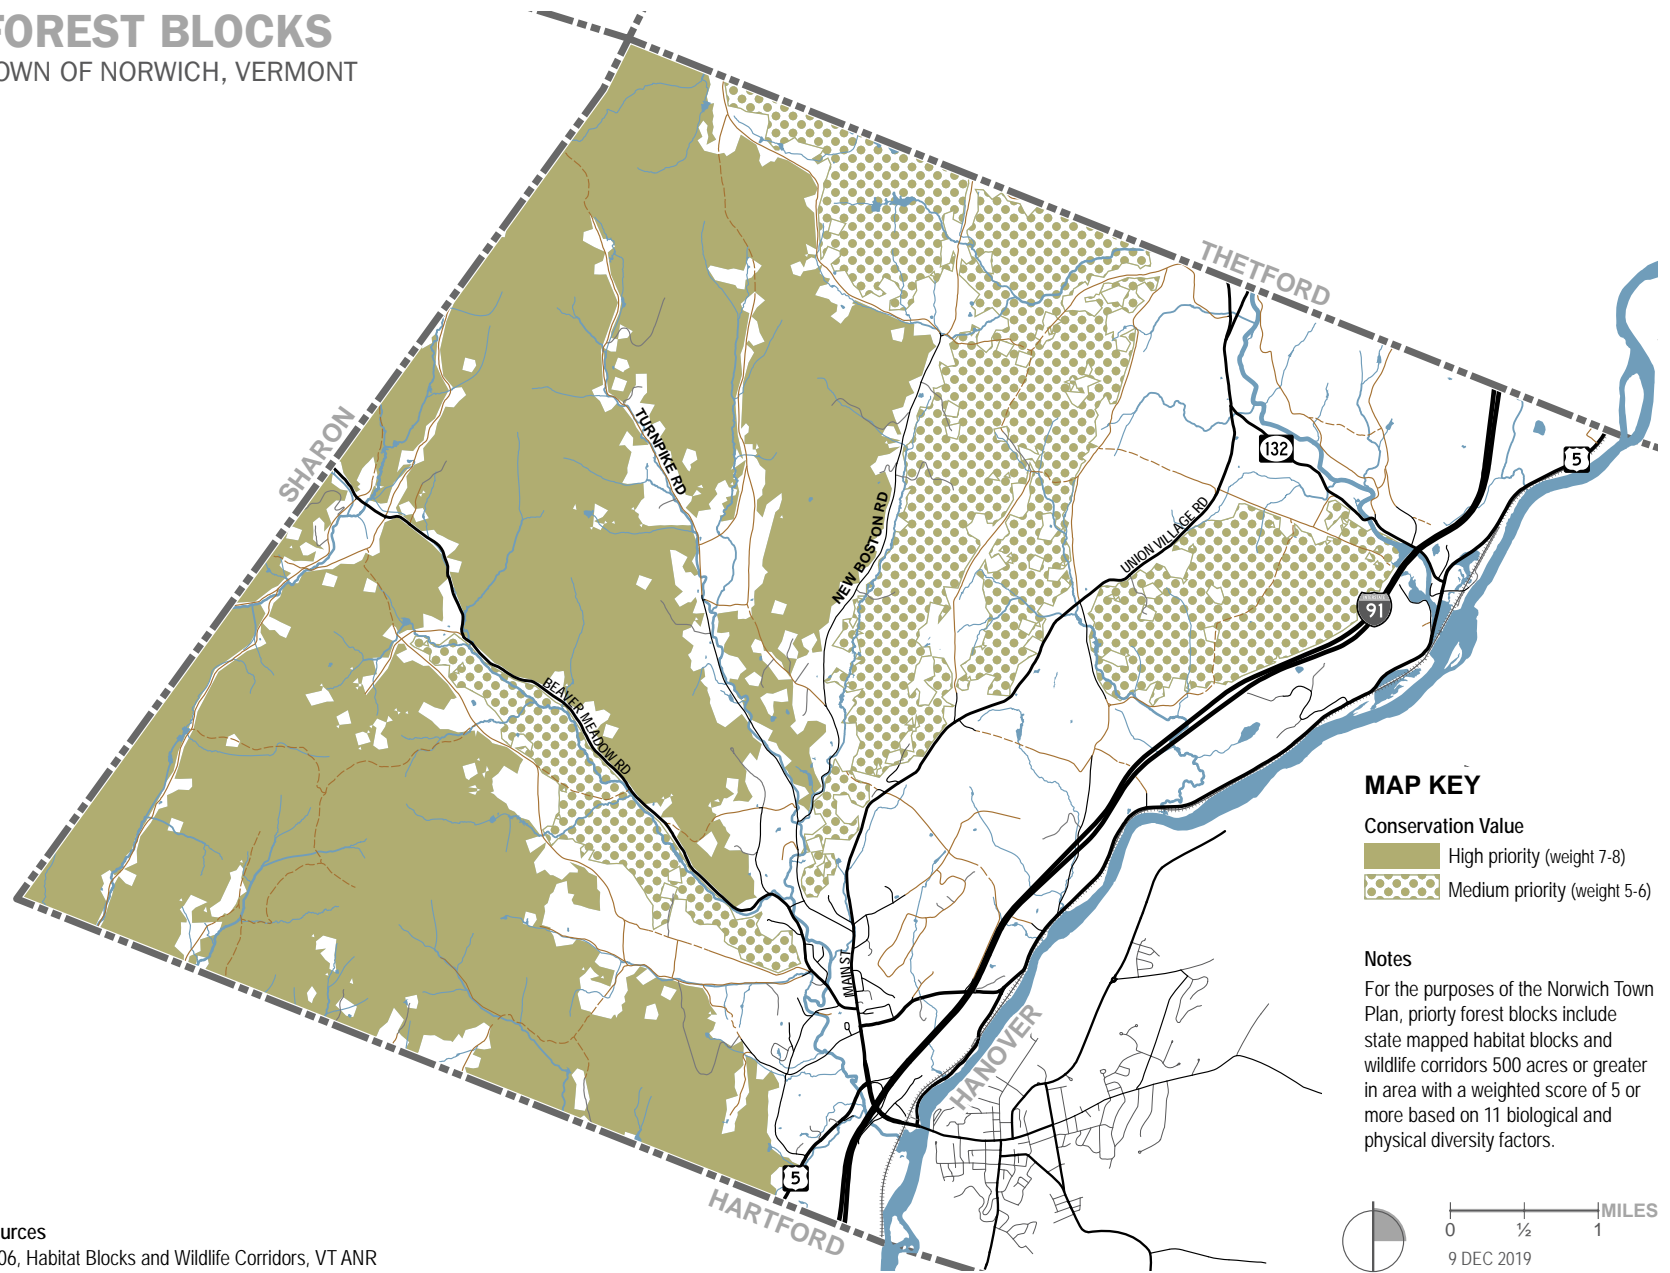 FOREST BLOCKS
OWN OF NORWICH, VERMONT
THETFORD
SHARON
TURNPIKE RD
132
5
NEW BOSTON RD
UNION VILLAGE RD
INTERSTATE
91
BEAVER MEADOW RD
MAIN ST
HANOVER
5
HARTFORD
MAP KEY
Conservation Value
High priority (weight 7-8)
Medium priority (weight 5-6)
Notes
For the purposes of the Norwich Town
Plan, priorty forest blocks include
state mapped habitat blocks and
wildlife corridors 500 acres or greater
in area with a weighted score of 5 or
more based on 11 biological and
physical diversity factors.
MILES
0 ½ 1
9 DEC 2019
urces
06, Habitat Blocks and Wildlife Corridors, VT ANR